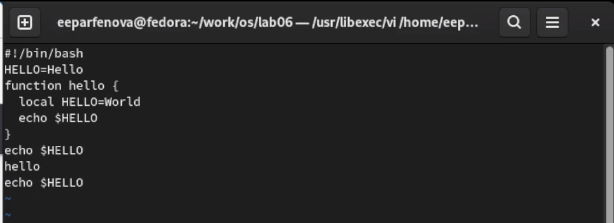 eeparfenova@fedora:~/work/os/lab06 — /usr/libexec/vi /home/eep...
#!/bin/bash
HELLO=Hello
function hello {
  local HELLO=World
  echo $HELLO
}
echo $HELLO
hello
echo $HELLO
~
~